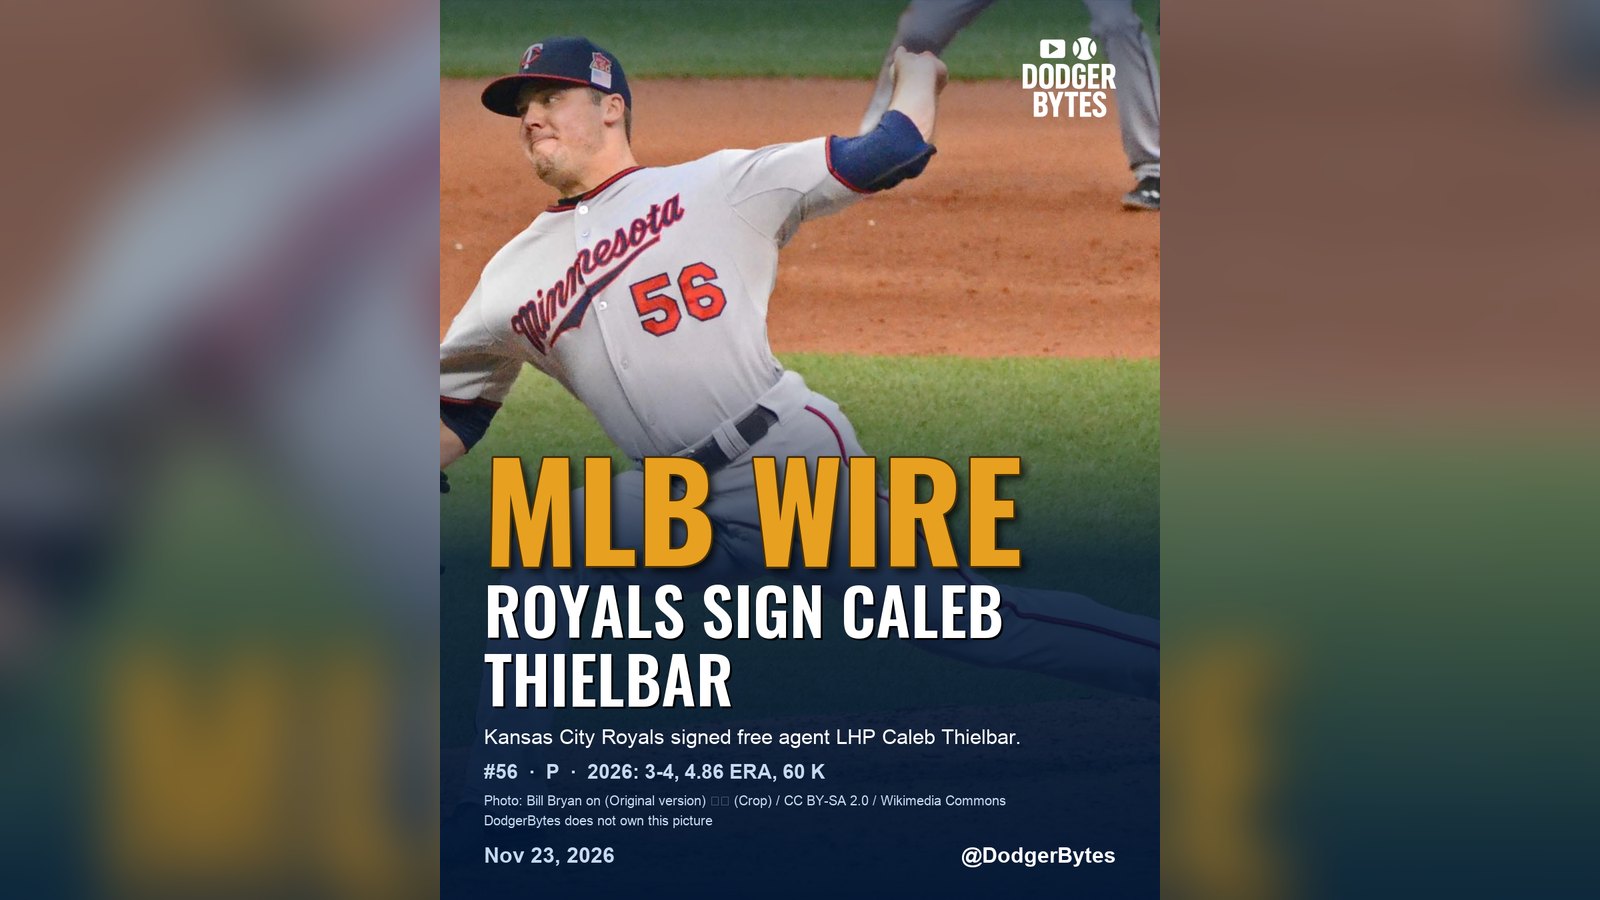 DODGER
BYTES
Minnesota
56
MLB WIRE
ROYALS SIGN CALEB
THIELBAR
Kansas City Royals signed free agent LHP Caleb Thielbar.
#56 · P · 2026: 3-4, 4.86 ERA, 60 K
Photo: Bill Bryan on (Original version) (Crop) / CC BY-SA 2.0 / Wikimedia Commons
DodgerBytes does not own this picture
Nov 23, 2026
@DodgerBytes